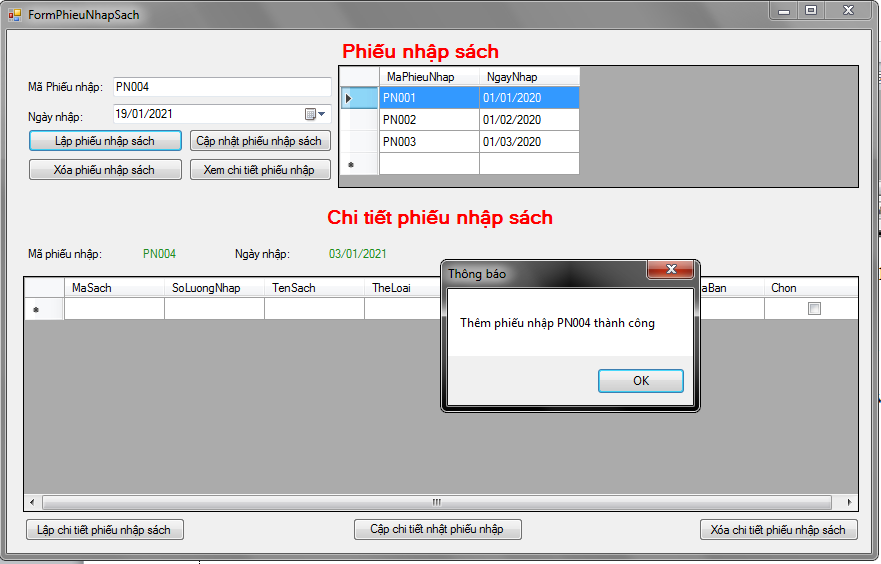 FormPhieuNhapSach
Phiếu nhập sách
Mã Phiếu nhập: PN004
Ngày nhập: 19/01/2021
Lập phiếu nhập sách Cập nhật phiếu nhập sách
Xóa phiếu nhập sách Xem chi tiết phiếu nhập
MaPhieuNhap NgayNhap
PN001 01/01/2020
PN002 01/02/2020
PN003 01/03/2020
Chi tiết phiếu nhập sách
Mã phiếu nhập: PN004 Ngày nhập: 03/01/2021
MaSach SoLuongNhap TenSach TheLoai aBan Chon
Thông báo
Thêm phiếu nhập PN004 thành công
OK
Lập chi tiết phiếu nhập sách Cập chi tiết nhật phiếu nhập Xóa chi tiết phiếu nhập sách